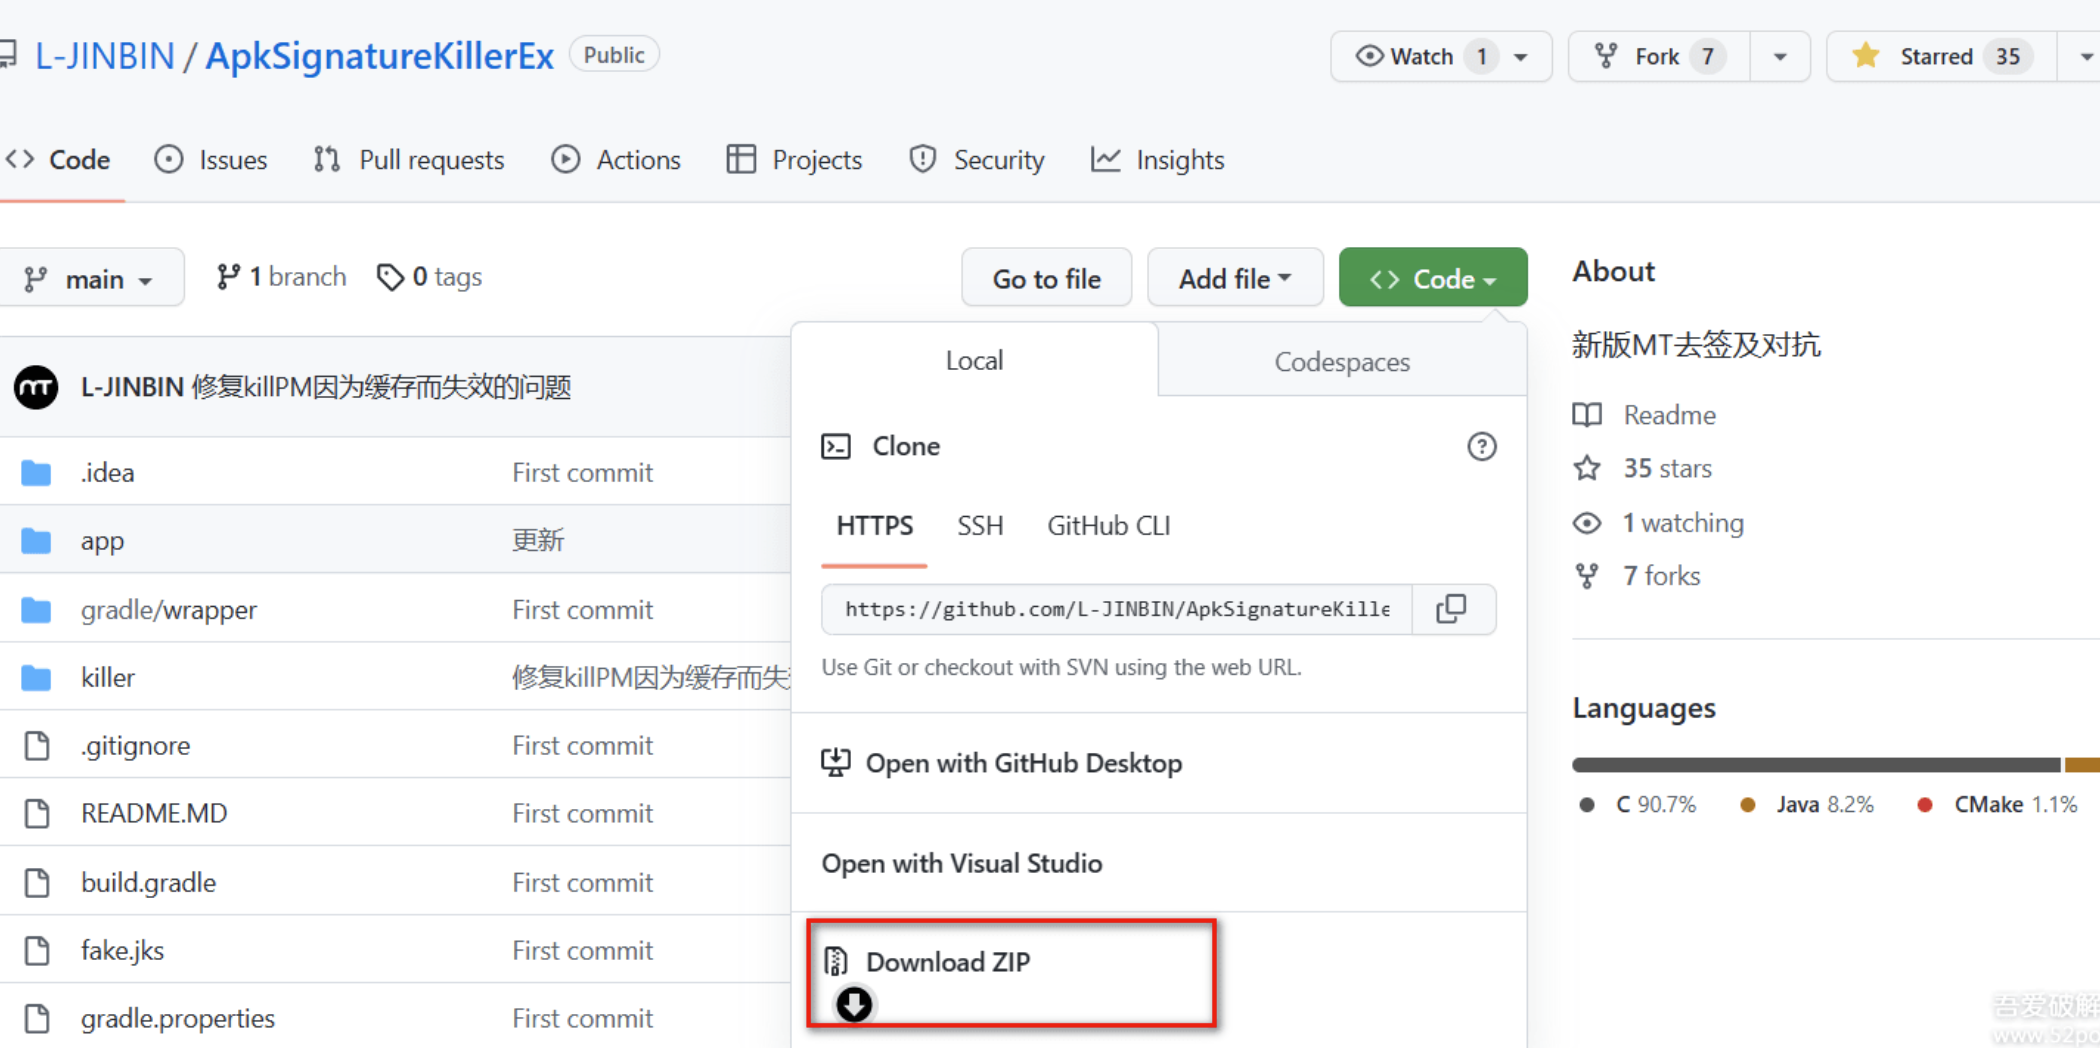 L-JINBIN / ApkSignatureKillerEx Public
Watch 1 Fork 7 Starred 35
Code Issues Pull requests Actions Projects Security Insights
main 1 branch 0 tags Go to file Add file Code
L-JINBIN 修复killPM因为缓存而失效的问题
.idea First commit
app 更新
gradle/wrapper First commit
killer 修复killPM因为缓存而失
.gitignore First commit
README.MD First commit
build.gradle First commit
fake.jks First commit
gradle.properties First commit
Local Codespaces
Clone
HTTPS SSH GitHub CLI
https://github.com/L-JINBIN/ApkSignatureKille
Use Git or checkout with SVN using the web URL.
Open with GitHub Desktop
Open with Visual Studio
Download ZIP
About
新版MT去签及对抗
Readme
35 stars
1 watching
7 forks
Languages
C 90.7% Java 8.2% CMake 1.1%
吾爱破解